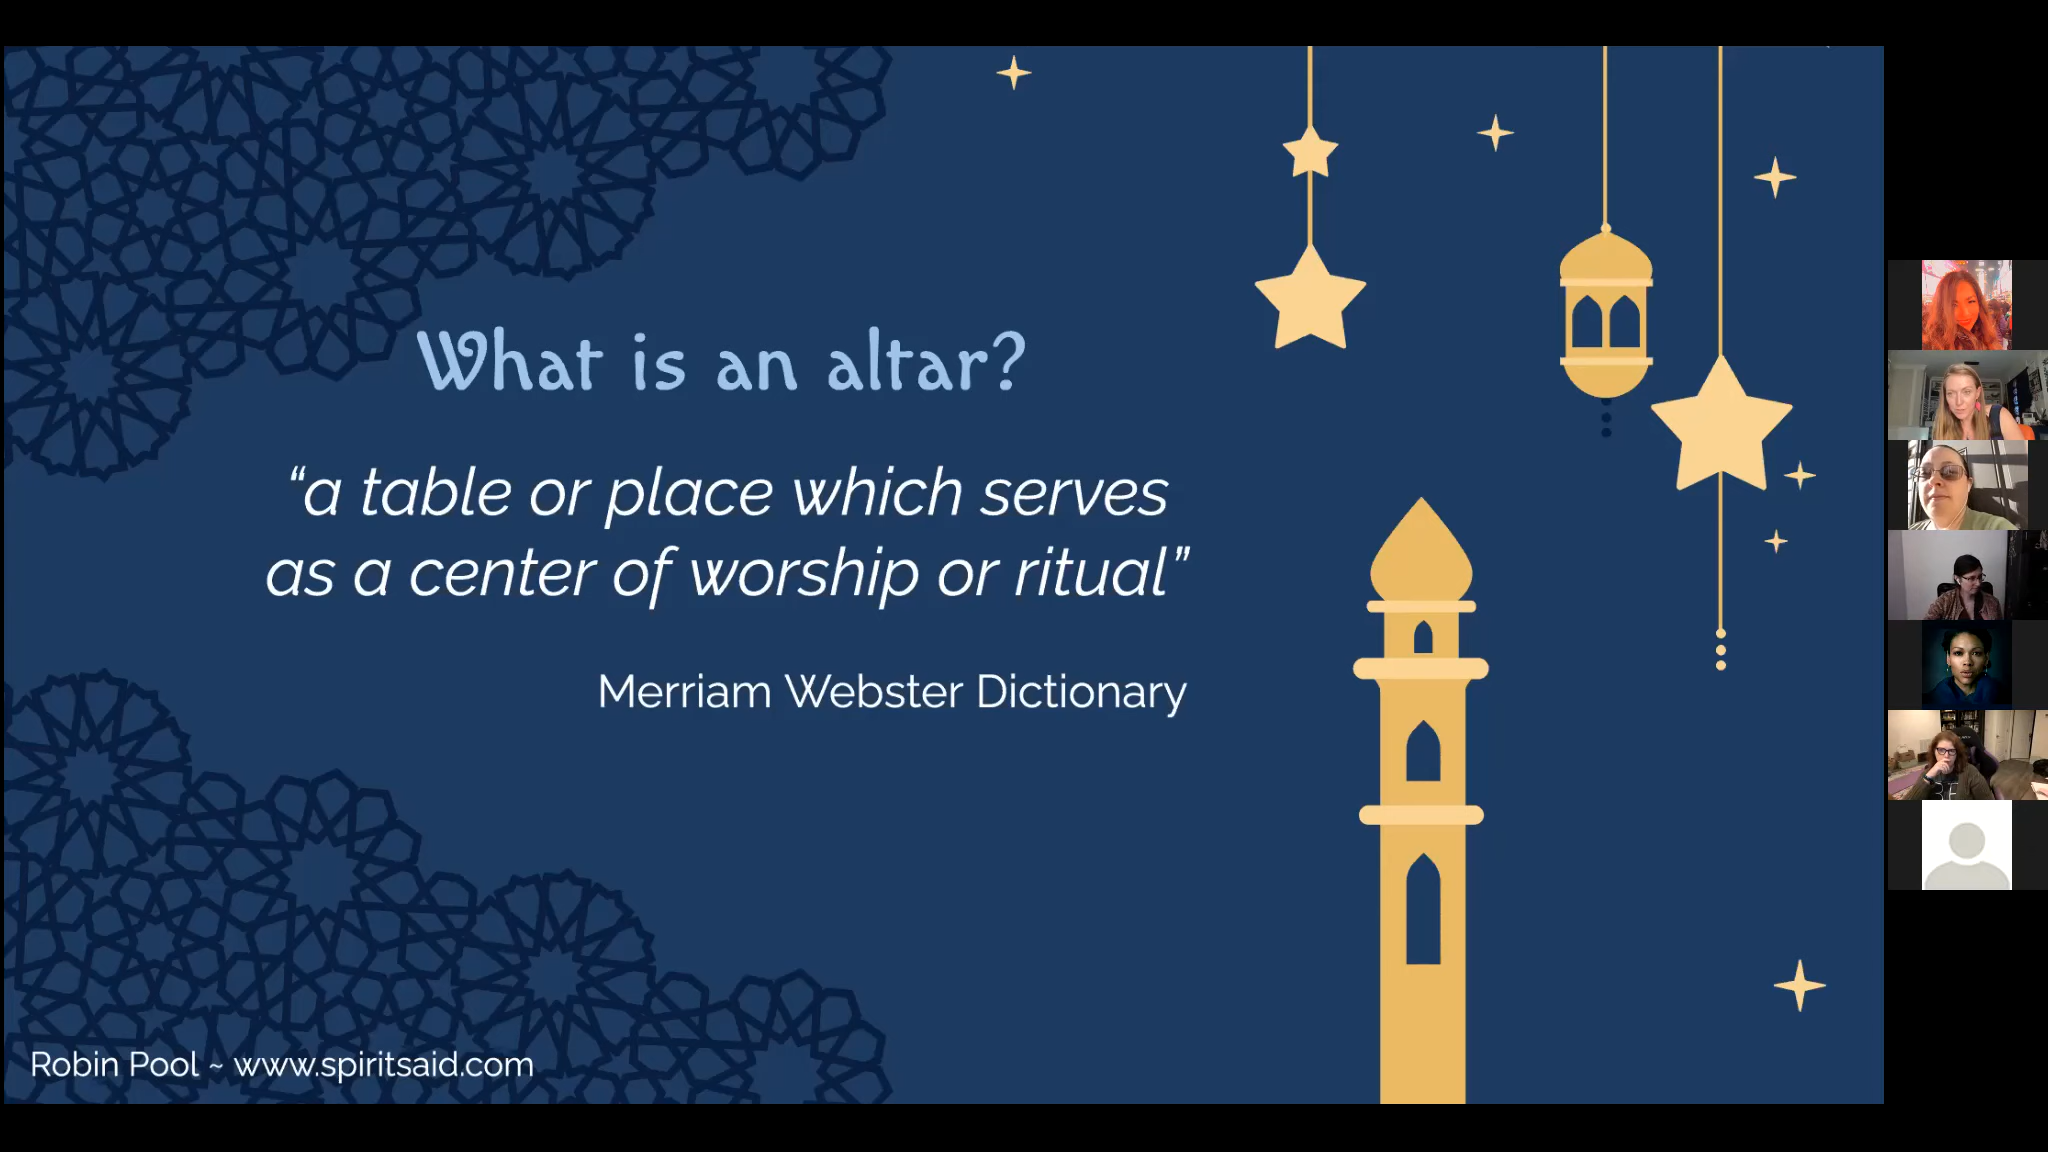 What is an altar?
“a table or place which serves
as a center of worship or ritual”
Merriam Webster Dictionary
Robin Pool ~ www.spiritsaid.com